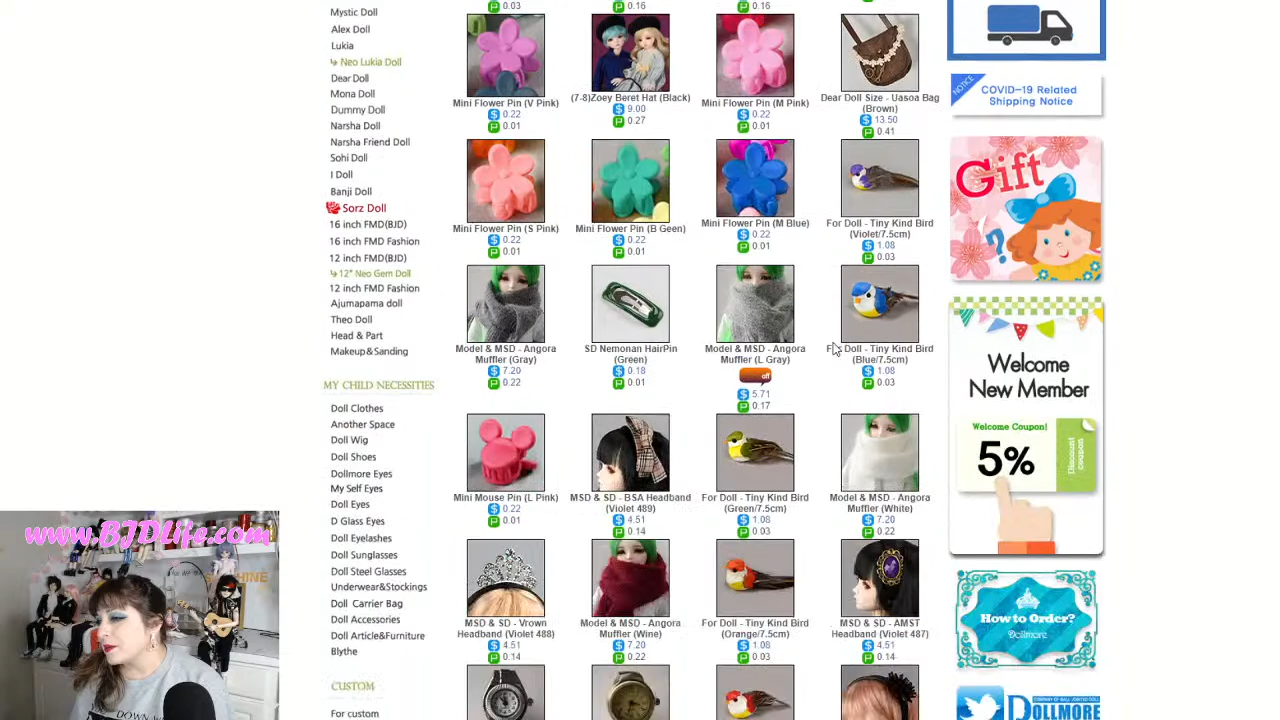 Mystic Doll
Alex Doll
Lukia
↳ Neo Lukia Doll
Dear Doll
Mona Doll
Dummy Doll
Narsha Doll
Narsha Friend Doll
Sohi Doll
I Doll
Banji Doll
Sorz Doll
16 inch FMD(BJD)
16 inch FMD Fashion
12 inch FMD(BJD)
↳ 12" Neo Gem Doll
12 inch FMD Fashion
Ajumapama doll
Theo Doll
Head & Part
Makeup&Sanding
MY CHILD NECESSITIES
Doll Clothes
Another Space
Doll Wig
Doll Shoes
Dollmore Eyes
My Self Eyes
Doll Eyes
D Glass Eyes
Doll Eyelashes
Doll Sunglasses
Doll Steel Glasses
Underwear&Stockings
Doll Carrier Bag
Doll Accessories
Doll Article&Furniture
Blythe
CUSTOM
For custom
0.03
0.16
0.16
0.06
Mini Flower Pin (V Pink)
$ 0.22
P 0.01
(7-8)Zoey Beret Hat (Black)
$ 9.00
P 0.27
Mini Flower Pin (M Pink)
$ 0.22
P 0.01
Dear Doll Size - Uasoa Bag
(Brown)
$ 13.50
P 0.41
Mini Flower Pin (S Pink)
$ 0.22
P 0.01
Mini Flower Pin (B Geen)
$ 0.22
P 0.01
Mini Flower Pin (M Blue)
$ 0.22
P 0.01
For Doll - Tiny Kind Bird
(Violet/7.5cm)
$ 1.08
P 0.03
Model & MSD - Angora
Muffler (Gray)
$ 7.20
P 0.22
SD Nemonan HairPin
(Green)
$ 0.18
P 0.01
Model & MSD - Angora
Muffler (L Gray)
off
$ 5.71
P 0.17
For Doll - Tiny Kind Bird
(Blue/7.5cm)
$ 1.08
P 0.03
Mini Mouse Pin (L Pink)
$ 0.22
P 0.01
MSD & SD - BSA Headband
(Violet 489)
$ 4.51
P 0.14
For Doll - Tiny Kind Bird
(Green/7.5cm)
$ 1.08
P 0.03
Model & MSD - Angora
Muffler (White)
$ 7.20
P 0.22
MSD & SD - Vrown
Headband (Violet 488)
$ 4.51
P 0.14
Model & MSD - Angora
Muffler (Wine)
$ 7.20
P 0.22
For Doll - Tiny Kind Bird
(Orange/7.5cm)
$ 1.08
P 0.03
MSD & SD - AMST
Headband (Violet 487)
$ 4.51
P 0.14
NOTICE
COVID-19 Related
Shipping Notice
Gift
?
Welcome
New Member
Welcome Coupon!
5%
Discount
coupon
How to Order?
Dollmore
COMPANY OF BALL JOINTED DOLL
DOLLMORE
www.BJDLife.com